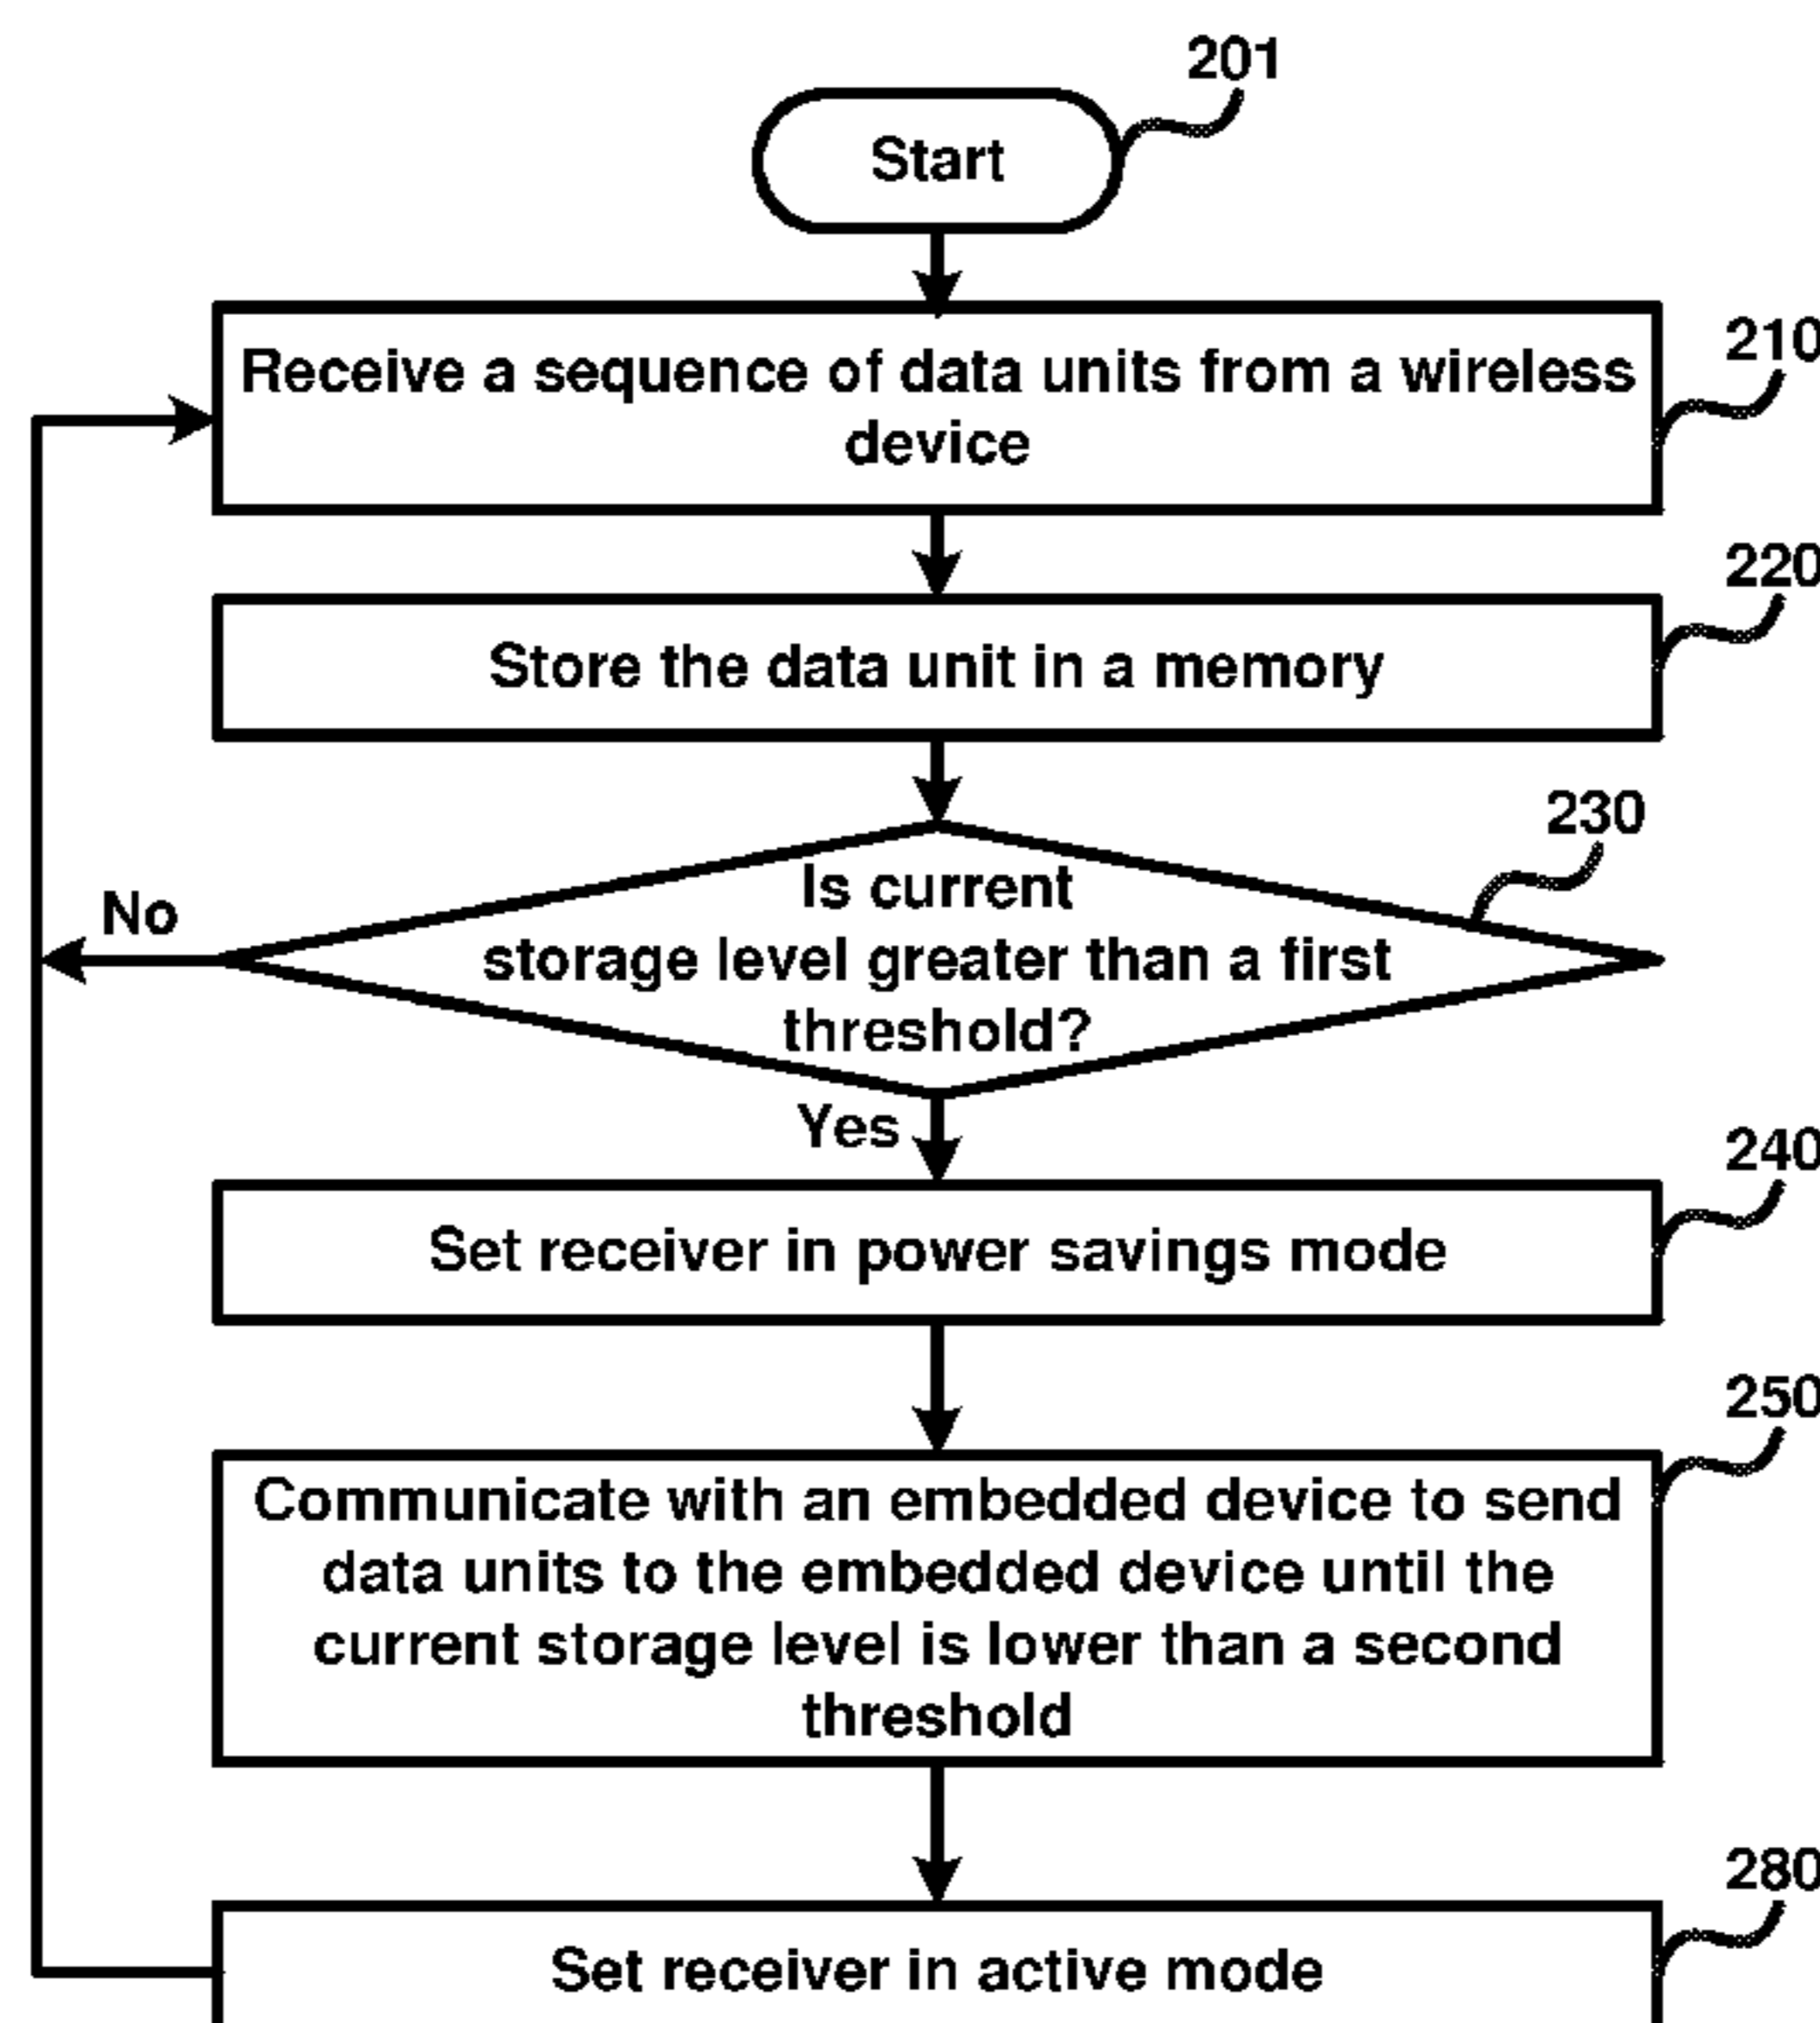 201
Start
210
Receive a sequence of data units from a wireless
device
220
Store the data unit in a memory
230
Is current
storage level greater than a first
threshold?
No
Yes
240
Set receiver in power savings mode
250
Communicate with an embedded device to send
data units to the embedded device until the
current storage level is lower than a second
threshold
280
Set receiver in active mode